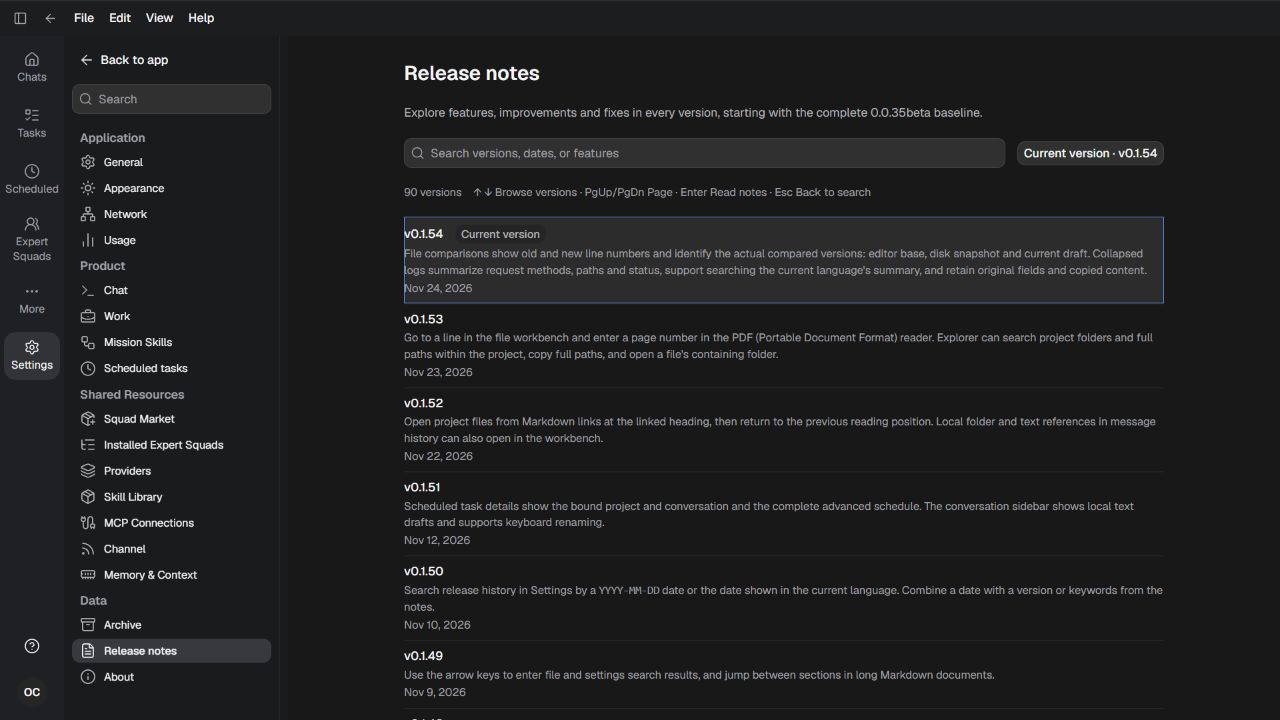 File Edit View Help
Chats
Tasks
Scheduled
Expert
Squads
More
Settings
OC
Back to app
Search
Application
General
Appearance
Network
Usage
Product
Chat
Work
Mission Skills
Scheduled tasks
Shared Resources
Squad Market
Installed Expert Squads
Providers
Skill Library
MCP Connections
Channel
Memory & Context
Data
Archive
Release notes
About
Release notes
Explore features, improvements and fixes in every version, starting with the complete 0.0.35beta baseline.
Search versions, dates, or features
Current version · v0.1.54
90 versions ↑↓ Browse versions · PgUp/PgDn Page · Enter Read notes · Esc Back to search
v0.1.54 Current version
File comparisons show old and new line numbers and identify the actual compared versions: editor base, disk snapshot and current draft. Collapsed
logs summarize request methods, paths and status, support searching the current language's summary, and retain original fields and copied content.
Nov 24, 2026
v0.1.53
Go to a line in the file workbench and enter a page number in the PDF (Portable Document Format) reader. Explorer can search project folders and full
paths within the project, copy full paths, and open a file's containing folder.
Nov 23, 2026
v0.1.52
Open project files from Markdown links at the linked heading, then return to the previous reading position. Local folder and text references in message
history can also open in the workbench.
Nov 22, 2026
v0.1.51
Scheduled task details show the bound project and conversation and the complete advanced schedule. The conversation sidebar shows local text
drafts and supports keyboard renaming.
Nov 12, 2026
v0.1.50
Search release history in Settings by a YYYY-MM-DD date or the date shown in the current language. Combine a date with a version or keywords from the
notes.
Nov 10, 2026
v0.1.49
Use the arrow keys to enter file and settings search results, and jump between sections in long Markdown documents.
Nov 9, 2026